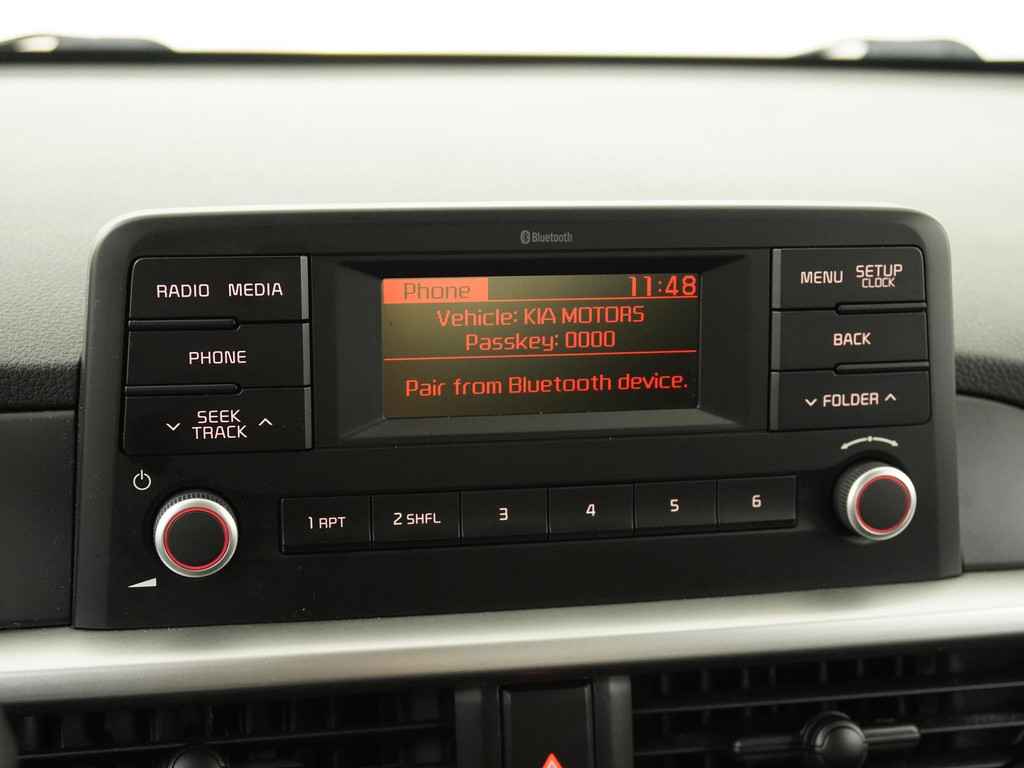 Bluetooth
RADIO MEDIA
PHONE
SEEK
TRACK
Phone 11:48
Vehicle: KIA MOTORS
Passkey: 0000
Pair from Bluetooth device.
MENU SETUP
CLOCK
BACK
FOLDER
1 RPT 2 SHFL 3 4 5 6